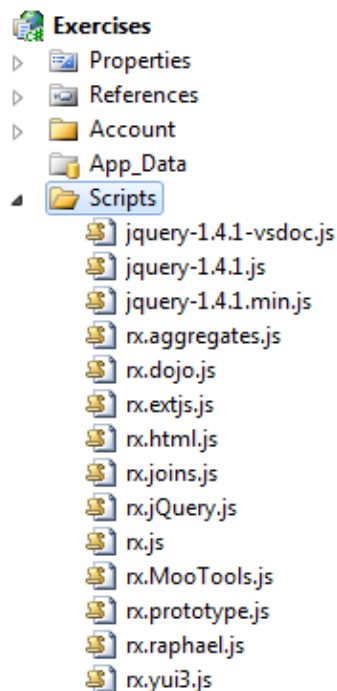 Exercises
Properties
References
Account
App_Data
Scripts
jquery-1.4.1-vsdoc.js
jquery-1.4.1.js
jquery-1.4.1.min.js
rx.aggregates.js
rx.dojo.js
rx.extjs.js
rx.html.js
rx.joins.js
rx.jQuery.js
rx.js
rx.MooTools.js
rx.prototype.js
rx.raphael.js
rx.yui3.js